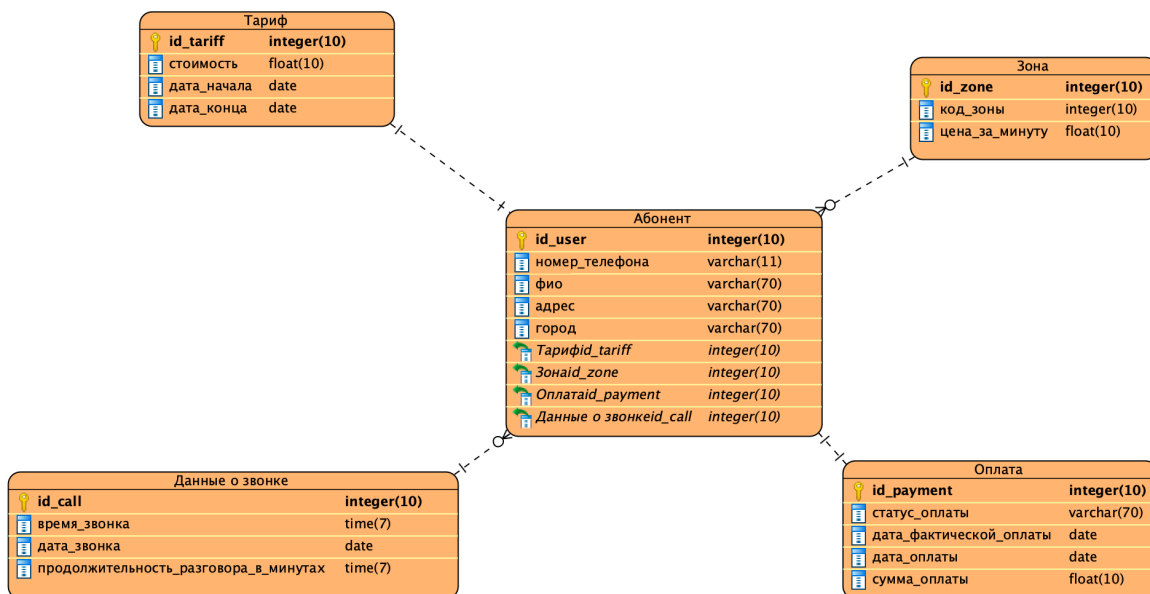 Тариф
id_tariff integer(10)
стоимость float(10)
дата_начала date
дата_конца date
Зона
id_zone integer(10)
код_зоны integer(10)
цена_за_минуту float(10)
Абонент
id_user integer(10)
номер_телефона varchar(11)
фио varchar(70)
адрес varchar(70)
город varchar(70)
Тарифid_tariff integer(10)
Зонаid_zone integer(10)
Оплатаid_payment integer(10)
Данные о звонкеid_call integer(10)
Данные о звонке
id_call integer(10)
время_звонка time(7)
дата_звонка date
продолжительность_разговора_в_минутах time(7)
Оплата
id_payment integer(10)
статус_оплаты varchar(70)
дата_фактической_оплаты date
дата_оплаты date
сумма_оплаты float(10)